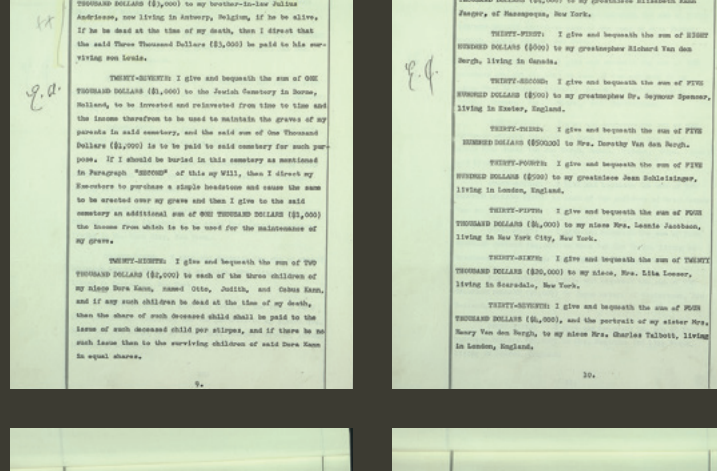 THOUSAND DOLLARS ($3,000) to my brother-in-law Julius
Andriesse, now living in Antwerp, Belgium, if he be alive.
If he be dead at the time of my death, then I direct that
the said Three Thousand Dollars ($3,000) be paid to his sur-
viving son Louis.
TWENTY-SEVENTH: I give and bequeath the sum of ONE
THOUSAND DOLLARS ($1,000) to the Jewish Cemetery in Borne,
Holland, to be invested and reinvested from time to time and
the income therefrom to be used to maintain the graves of my
parents in said cemetery, and the said sum of One Thousand
Dollars ($1,000) is to be paid to said cemetery for such pur-
pose. If I should be buried in this cemetery as mentioned
in Paragraph "SECOND" of this my Will, then I direct my
Executors to purchase a simple headstone and cause the same
to be erected over my grave and then I give to the said
cemetery an additional sum of ONE THOUSAND DOLLARS ($1,000)
the income from which is to be used for the maintenance of
my grave.
TWENTY-EIGHTH: I give and bequeath the sum of TWO
THOUSAND DOLLARS ($2,000) to each of the three children of
my niece Dora Kann, named Otto, Judith, and Cobus Kann,
and if any such children be dead at the time of my death,
then the share of such deceased child shall be paid to the
issue of such deceased child per stirpes, and if there be no
such issue then to the surviving children of said Dora Kann
in equal shares.
9.
Jaeger, of Massapequa, New York.
THIRTY-FIRST: I give and bequeath the sum of EIGHT
HUNDRED DOLLARS ($800) to my greatnephew Richard Van den
Bergh, living in Canada.
THIRTY-SECOND: I give and bequeath the sum of FIVE
HUNDRED DOLLARS ($500) to my greatnephew Dr. Seymour Spencer,
living in Exeter, England.
THIRTY-THIRD: I give and bequeath the sum of FIVE
HUNDRED DOLLARS ($500.00) to Mrs. Dorothy Van den Bergh.
THIRTY-FOURTH: I give and bequeath the sum of FIVE
HUNDRED DOLLARS ($500) to my greatniece Jean Schlesinger,
living in London, England.
THIRTY-FIFTH: I give and bequeath the sum of FOUR
THOUSAND DOLLARS ($4,000) to my niece Mrs. Lennie Jacobson,
living in New York City, New York.
THIRTY-SIXTH: I give and bequeath the sum of TWENTY
THOUSAND DOLLARS ($20,000) to my niece, Mrs. Lita Loeser,
living in Scarsdale, New York.
THIRTY-SEVENTH: I give and bequeath the sum of FOUR
THOUSAND DOLLARS ($4,000), and the portrait of my sister Mrs.
Henry Van den Bergh, to my niece Mrs. Charles Talbott, living
in London, England.
10.